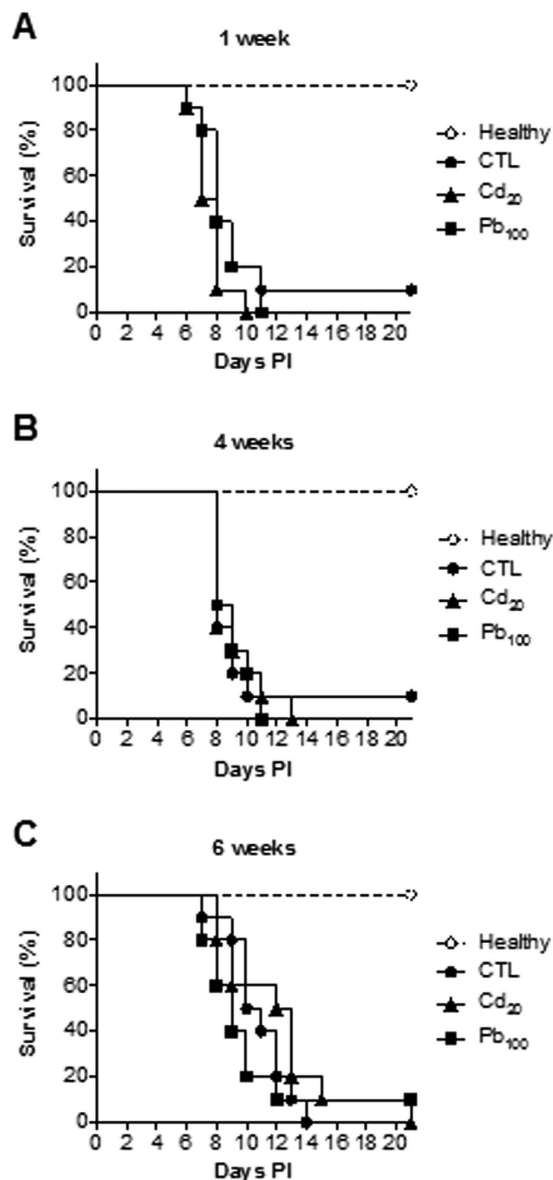 A
1 week
100
80
60
40
20
0
Survival (%)
0 2 4 6 8 10 12 14 16 18 20
Days PI
Healthy
CTL
Cd20
Pb100
B
4 weeks
100
80
60
40
20
0
Survival (%)
0 2 4 6 8 10 12 14 16 18 20
Days PI
Healthy
CTL
Cd20
Pb100
C
6 weeks
100
80
60
40
20
0
Survival (%)
0 2 4 6 8 10 12 14 16 18 20
Days PI
Healthy
CTL
Cd20
Pb100